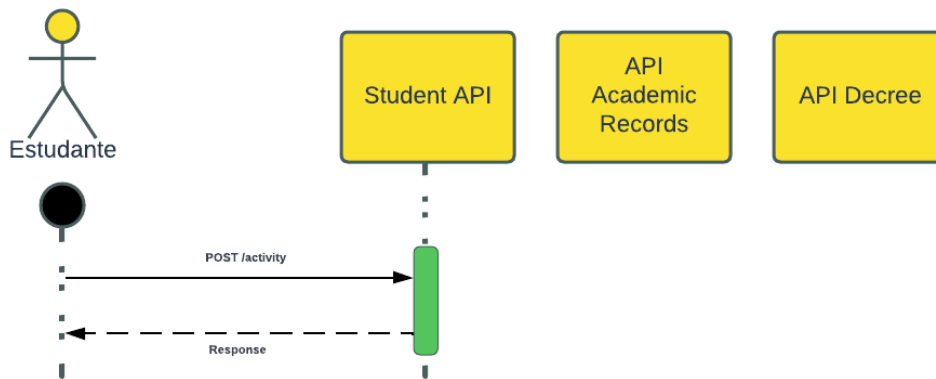 Estudante
Student API
API
Academic
Records
API Decree
POST /activity
Response